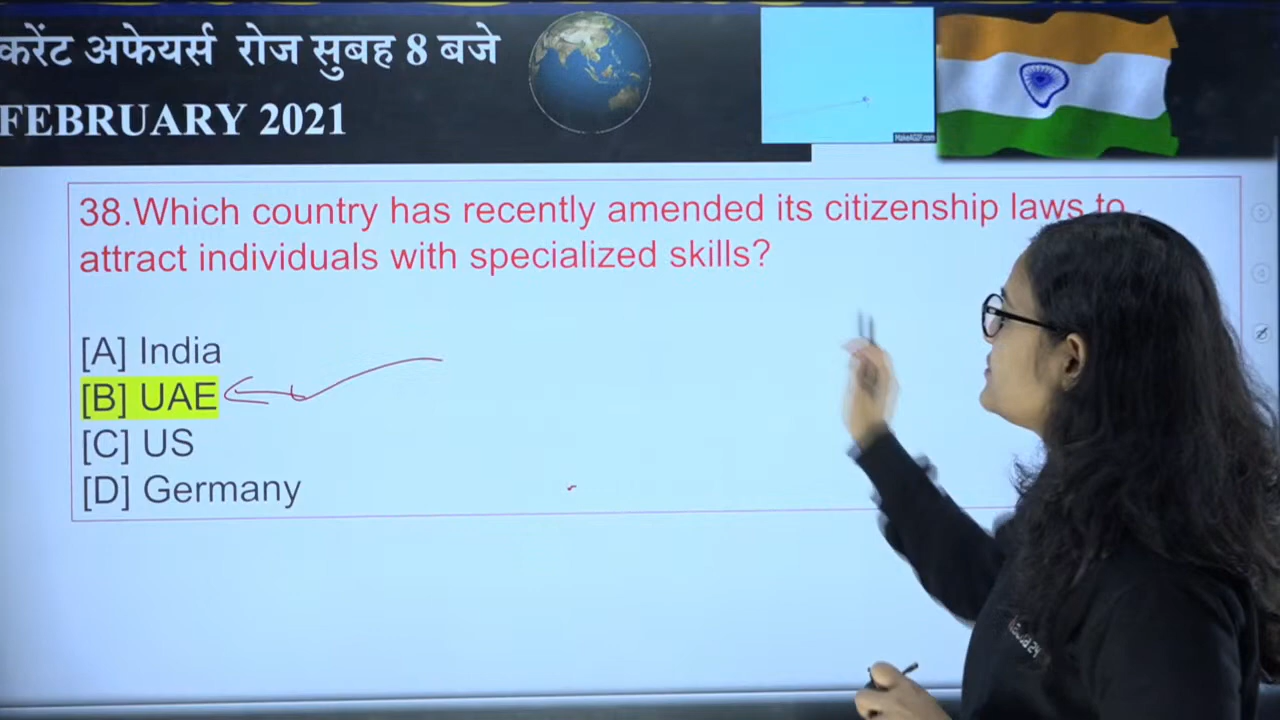 करेंट अफेयर्स रोज सुबह 8 बजे
FEBRUARY 2021
MakeAGIF.com
38.Which country has recently amended its citizenship laws to
attract individuals with specialized skills?
[A] India
[B] UAE
[C] US
[D] Germany